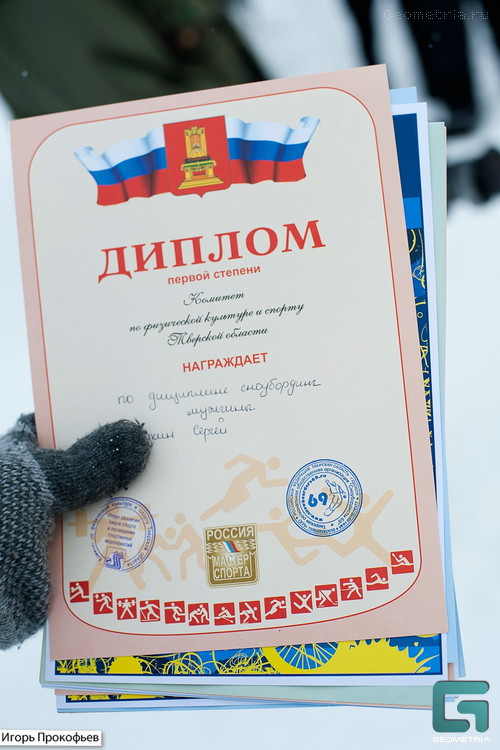 Geometria.ru
ДИПЛОМ
первой степени
Комитет
по физической культуре и спорту
Тверской области
НАГРАЖДАЕТ
по дисциплине сноубординг
мужчины
Сергей
69
РОССИЯ
МАСТЕР
СПОРТА
Игорь Прокофьев
GEOMETRIA